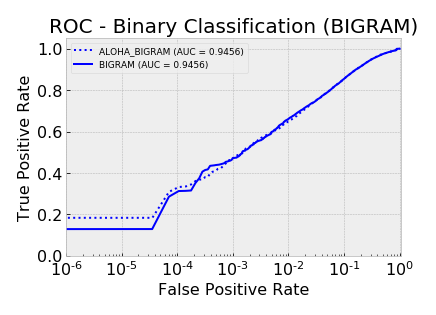 ROC - Binary Classification (BIGRAM)
1.0
0.8
0.6
0.4
0.2
0.0
True Positive Rate
ALOHA_BIGRAM (AUC = 0.9456)
BIGRAM (AUC = 0.9456)
10⁻⁶ 10⁻⁵ 10⁻⁴ 10⁻³ 10⁻² 10⁻¹ 10⁰
False Positive Rate